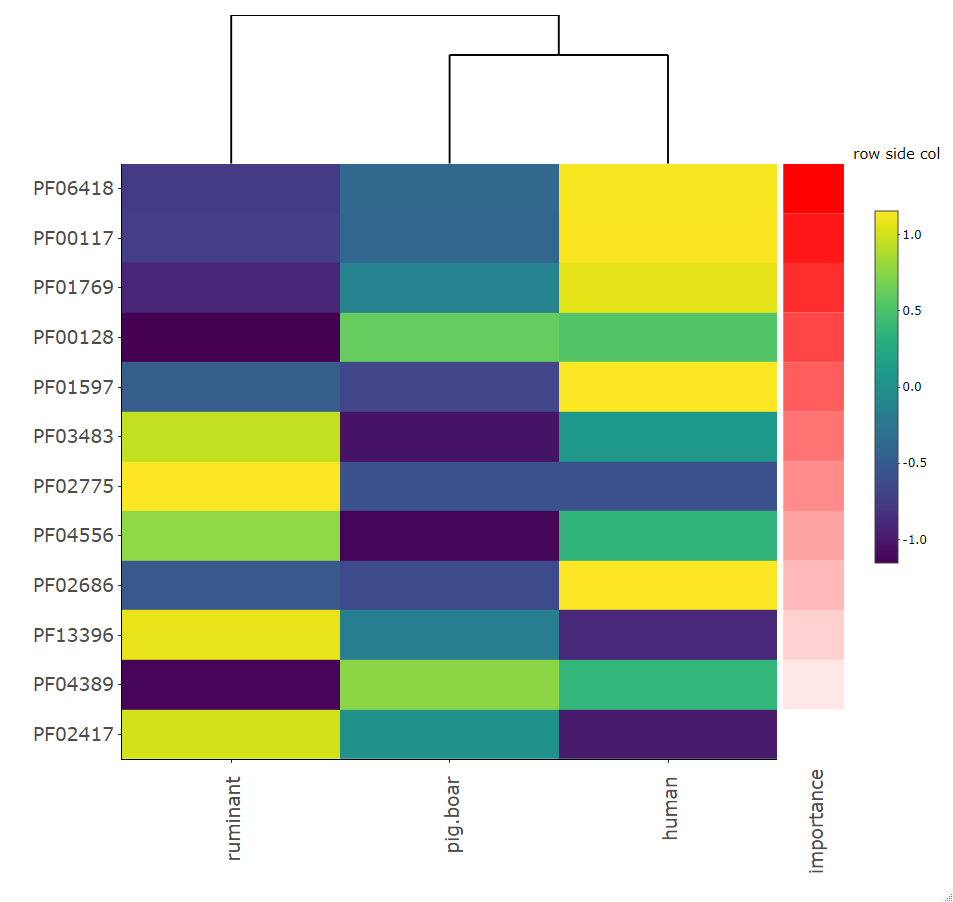 row side col
PF06418
PF00117
PF01769
PF00128
PF01597
PF03483
PF02775
PF04556
PF02686
PF13396
PF04389
PF02417
1.0
0.5
0.0
-0.5
-1.0
ruminant
pig.boar
human
importance